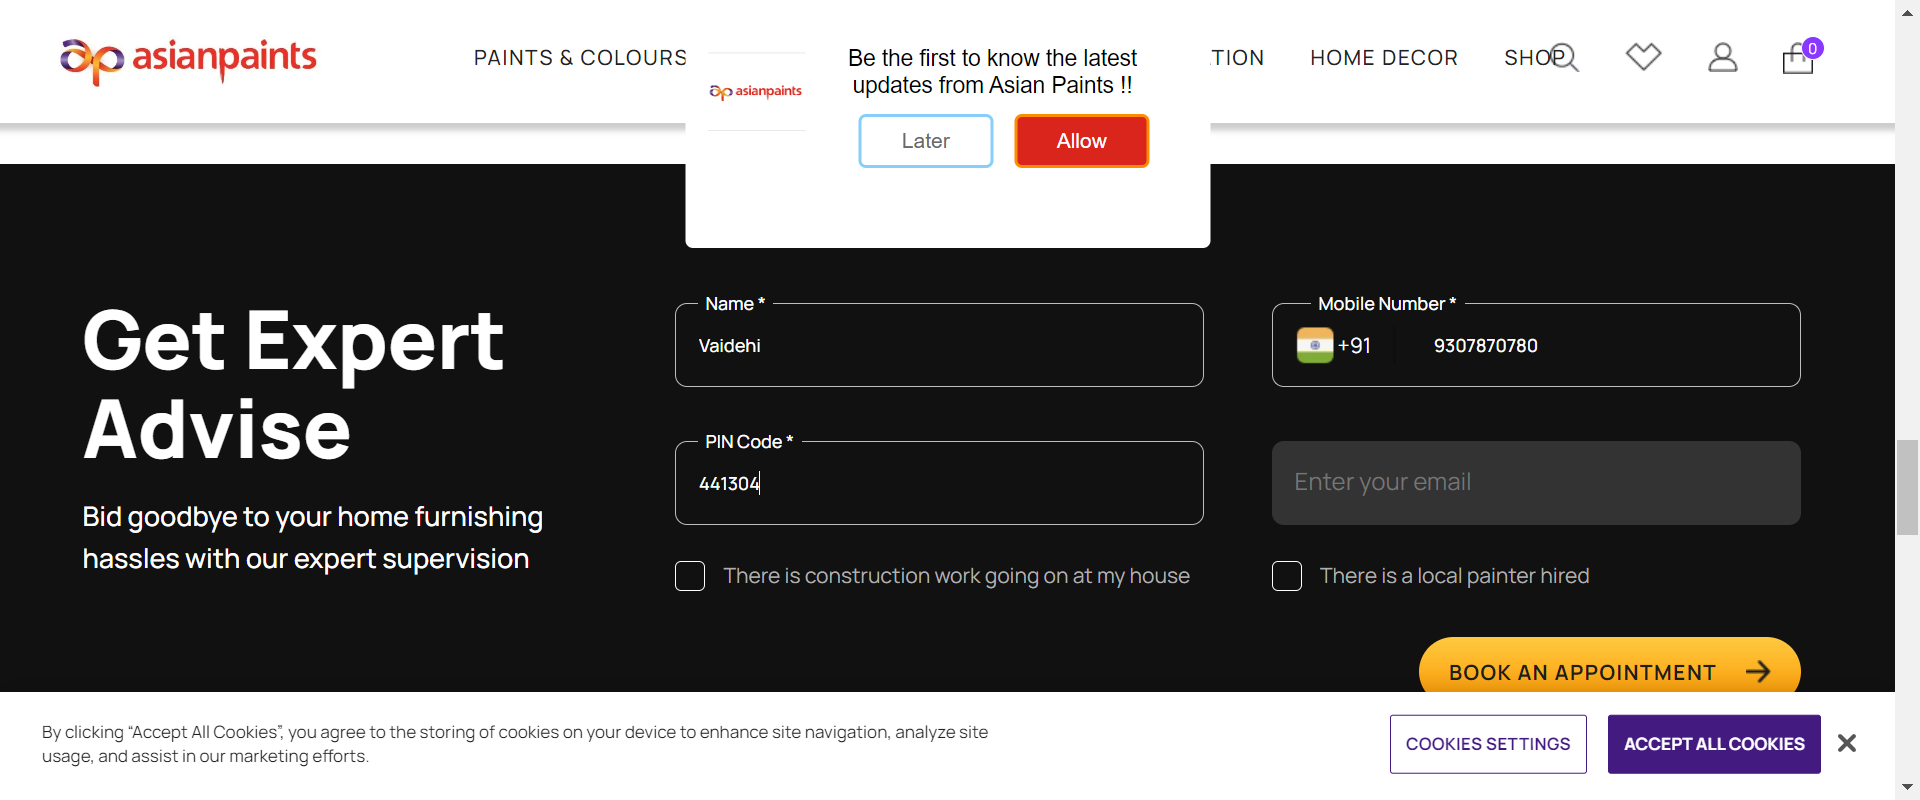 asianpaints
PAINTS & COLOURS
TION
HOME DECOR
SHOP
0
asianpaints
Be the first to know the latest
updates from Asian Paints !!
Later
Allow
Get Expert
Advise
Bid goodbye to your home furnishing
hassles with our expert supervision
Name *
Vaidehi
Mobile Number *
+91
9307870780
PIN Code *
441304
Enter your email
There is construction work going on at my house
There is a local painter hired
BOOK AN APPOINTMENT
By clicking “Accept All Cookies”, you agree to the storing of cookies on your device to enhance site navigation, analyze site
usage, and assist in our marketing efforts.
COOKIES SETTINGS
ACCEPT ALL COOKIES